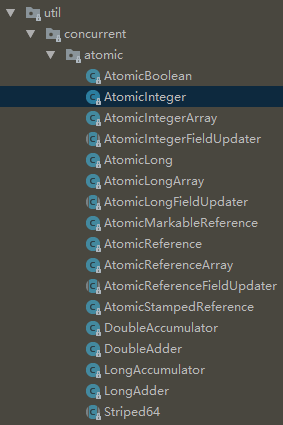 util
concurrent
atomic
AtomicBoolean
AtomicInteger
AtomicIntegerArray
AtomicIntegerFieldUpdater
AtomicLong
AtomicLongArray
AtomicLongFieldUpdater
AtomicMarkableReference
AtomicReference
AtomicReferenceArray
AtomicReferenceFieldUpdater
AtomicStampedReference
DoubleAccumulator
DoubleAdder
LongAccumulator
LongAdder
Striped64